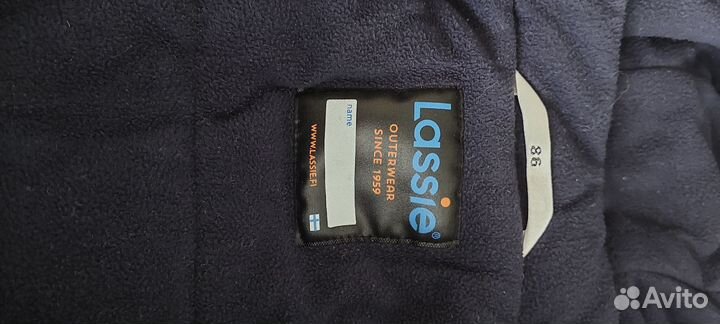 Lassie®
OUTERWEAR
SINCE 1959
name
WWW.LASSIE.FI
86
Avito